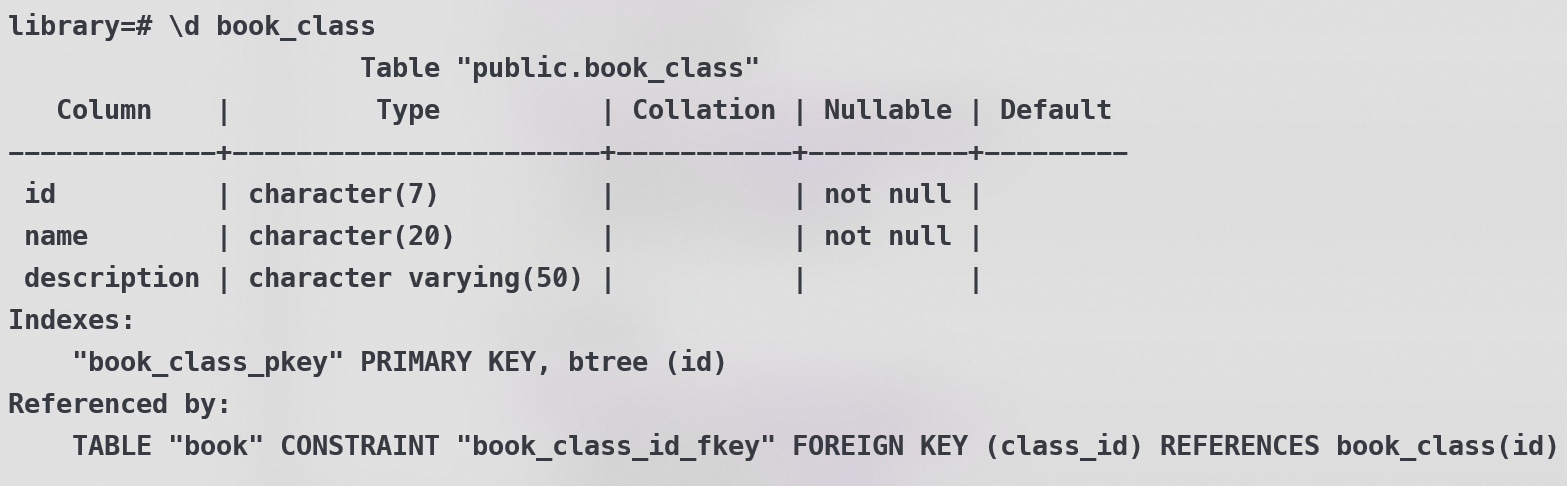 library=# \d book_class
                      Table "public.book_class"
   Column    |         Type          | Collation | Nullable | Default
-------------+-----------------------+-----------+----------+---------
 id          | character(7)          |           | not null |
 name        | character(20)         |           | not null |
 description | character varying(50) |           |          |
Indexes:
    "book_class_pkey" PRIMARY KEY, btree (id)
Referenced by:
    TABLE "book" CONSTRAINT "book_class_id_fkey" FOREIGN KEY (class_id) REFERENCES book_class(id)